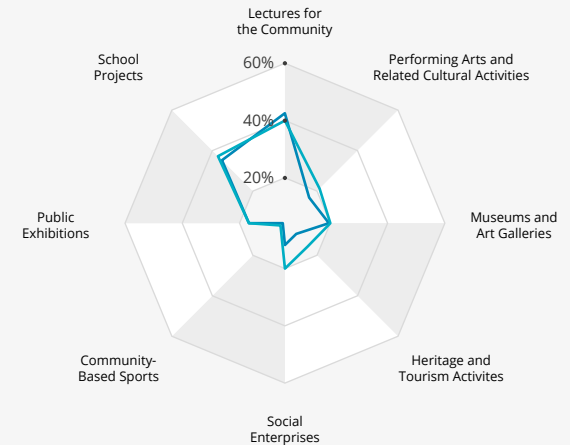 Lectures for
the Community
School
Projects
Performing Arts and
Related Cultural Activities
60%
40%
20%
Public
Exhibitions
Museums and
Art Galleries
Community-
Based Sports
Heritage and
Tourism Activites
Social
Enterprises